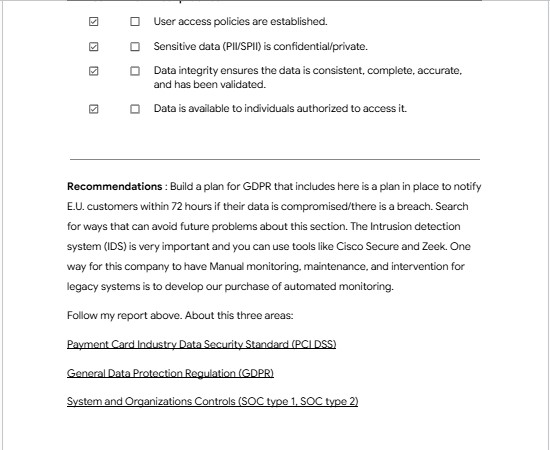 User access policies are established.
Sensitive data (PII/SPII) is confidential/private.
Data integrity ensures the data is consistent, complete, accurate,
and has been validated.
Data is available to individuals authorized to access it.
Recommendations : Build a plan for GDPR that includes here is a plan in place to notify
E.U. customers within 72 hours if their data is compromised/there is a breach. Search
for ways that can avoid future problems about this section. The Intrusion detection
system (IDS) is very important and you can use tools like Cisco Secure and Zeek. One
way for this company to have Manual monitoring, maintenance, and intervention for
legacy systems is to develop our purchase of automated monitoring.
Follow my report above. About this three areas:
Payment Card Industry Data Security Standard (PCI DSS)
General Data Protection Regulation (GDPR)
System and Organizations Controls (SOC type 1, SOC type 2)